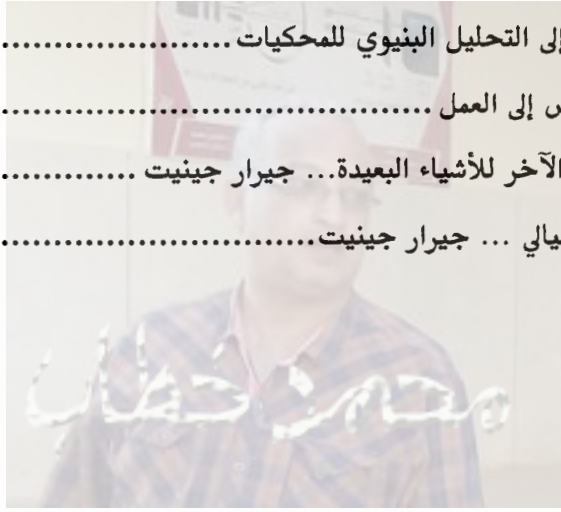 إلى التحليل البنيوي للمحكيات......................
س إلى العمل ........................................
الآخر للأشياء البعيدة... جيرار جينيت .............
يالي ... جيرار جينيت..............................
محمد خطاب